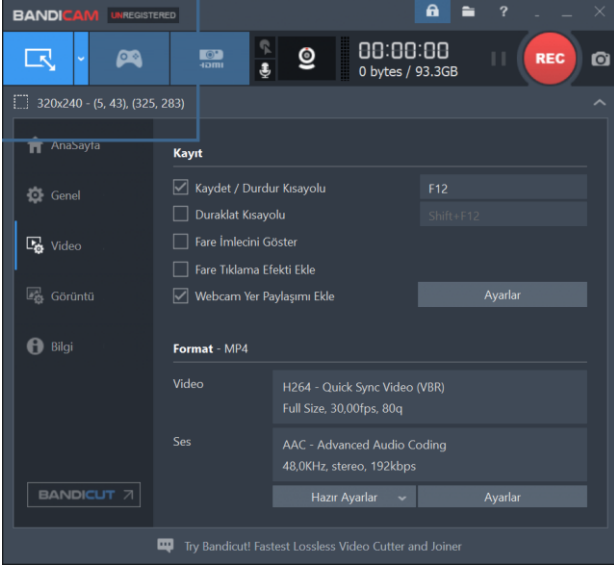 BANDICAM UNREGISTERED
?
HDMI
00:00:00
0 bytes / 93.3GB
REC
320x240 - (5, 43), (325, 283)
AnaSayfa
Genel
Video
Görüntü
Bilgi
BANDICUT
Kayıt
Kaydet / Durdur Kısayolu
F12
Duraklat Kısayolu
Shift+F12
Fare İmlecini Göster
Fare Tıklama Efekti Ekle
Webcam Yer Paylaşımı Ekle
Ayarlar
Format - MP4
Video
H264 - Quick Sync Video (VBR)
Full Size, 30,00fps, 80q
Ses
AAC - Advanced Audio Coding
48,0KHz, stereo, 192kbps
Hazır Ayarlar
Ayarlar
Try Bandicut! Fastest Lossless Video Cutter and Joiner